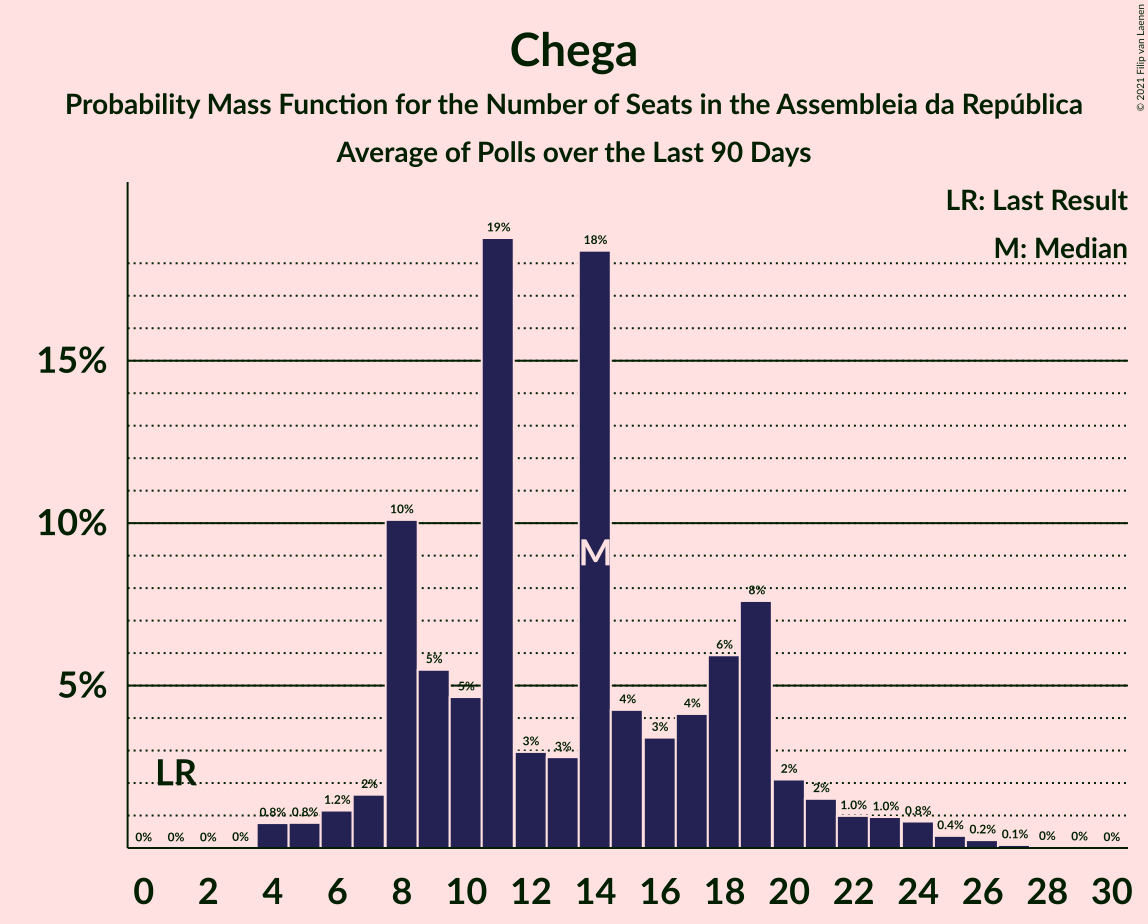 Chega
Probability Mass Function for the Number of Seats in the Assembleia da República
Average of Polls over the Last 90 Days
© 2021 Filip van Laenen
LR: Last Result
M: Median
15%
10%
5%
LR
M
0% 0% 0% 0% 0.8% 0.8% 1.2% 2% 10% 5% 5% 19% 3% 3% 18% 4% 3% 4% 6% 8% 2% 2% 1.0% 1.0% 0.8% 0.4% 0.2% 0.1% 0% 0% 0%
0 2 4 6 8 10 12 14 16 18 20 22 24 26 28 30